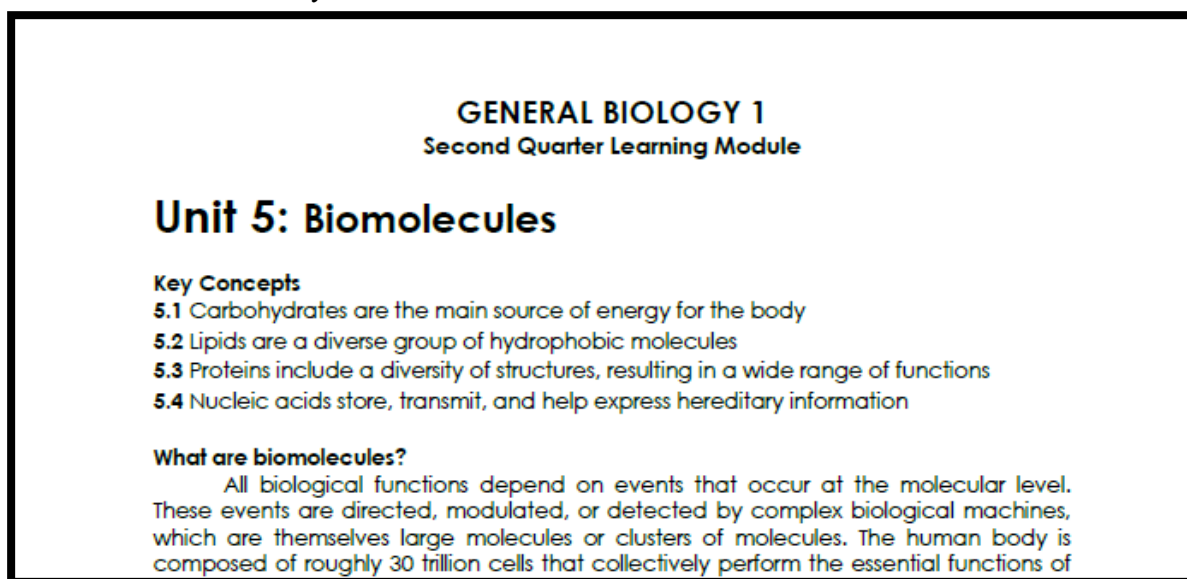 GENERAL BIOLOGY 1
Second Quarter Learning Module
Unit 5: Biomolecules
Key Concepts
5.1 Carbohydrates are the main source of energy for the body
5.2 Lipids are a diverse group of hydrophobic molecules
5.3 Proteins include a diversity of structures, resulting in a wide range of functions
5.4 Nucleic acids store, transmit, and help express hereditary information
What are biomolecules?
All biological functions depend on events that occur at the molecular level.
These events are directed, modulated, or detected by complex biological machines,
which are themselves large molecules or clusters of molecules. The human body is
composed of roughly 30 trillion cells that collectively perform the essential functions of